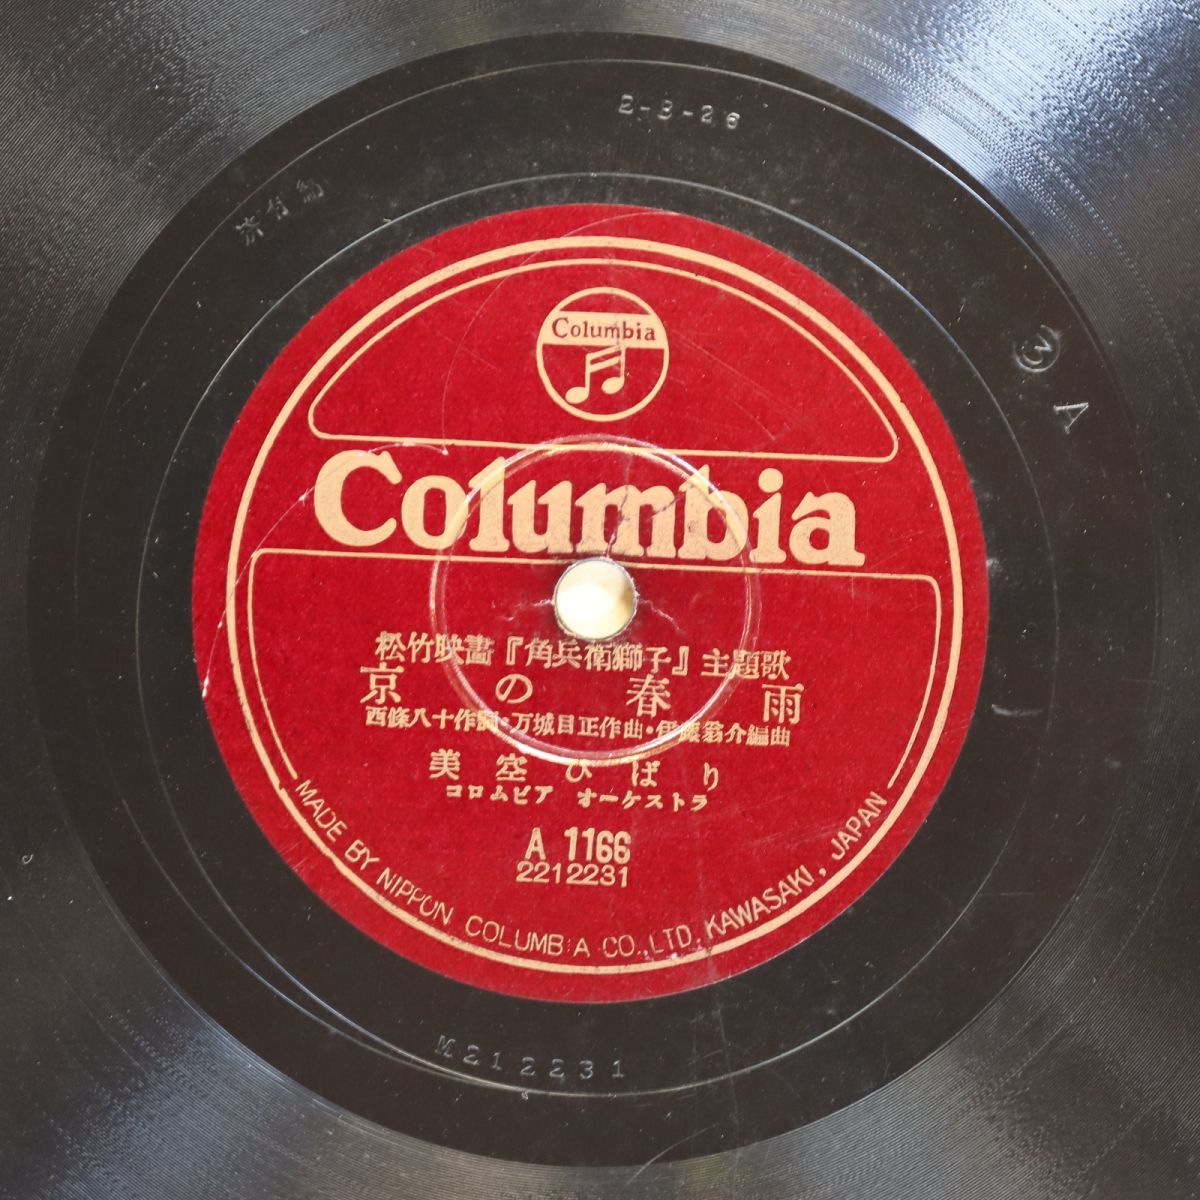 2-8-26
3 A
Columbia
Columbia
松竹映畫『角兵衛獅子』主題歌
京の春雨
西條八十作詞・万城目正作曲・伊藤翁介編曲
美空ひばり
コロムビア オーケストラ
A 1166
2212231
MADE BY NIPPON COLUMBIA CO., LTD. KAWASAKI, JAPAN
M212231